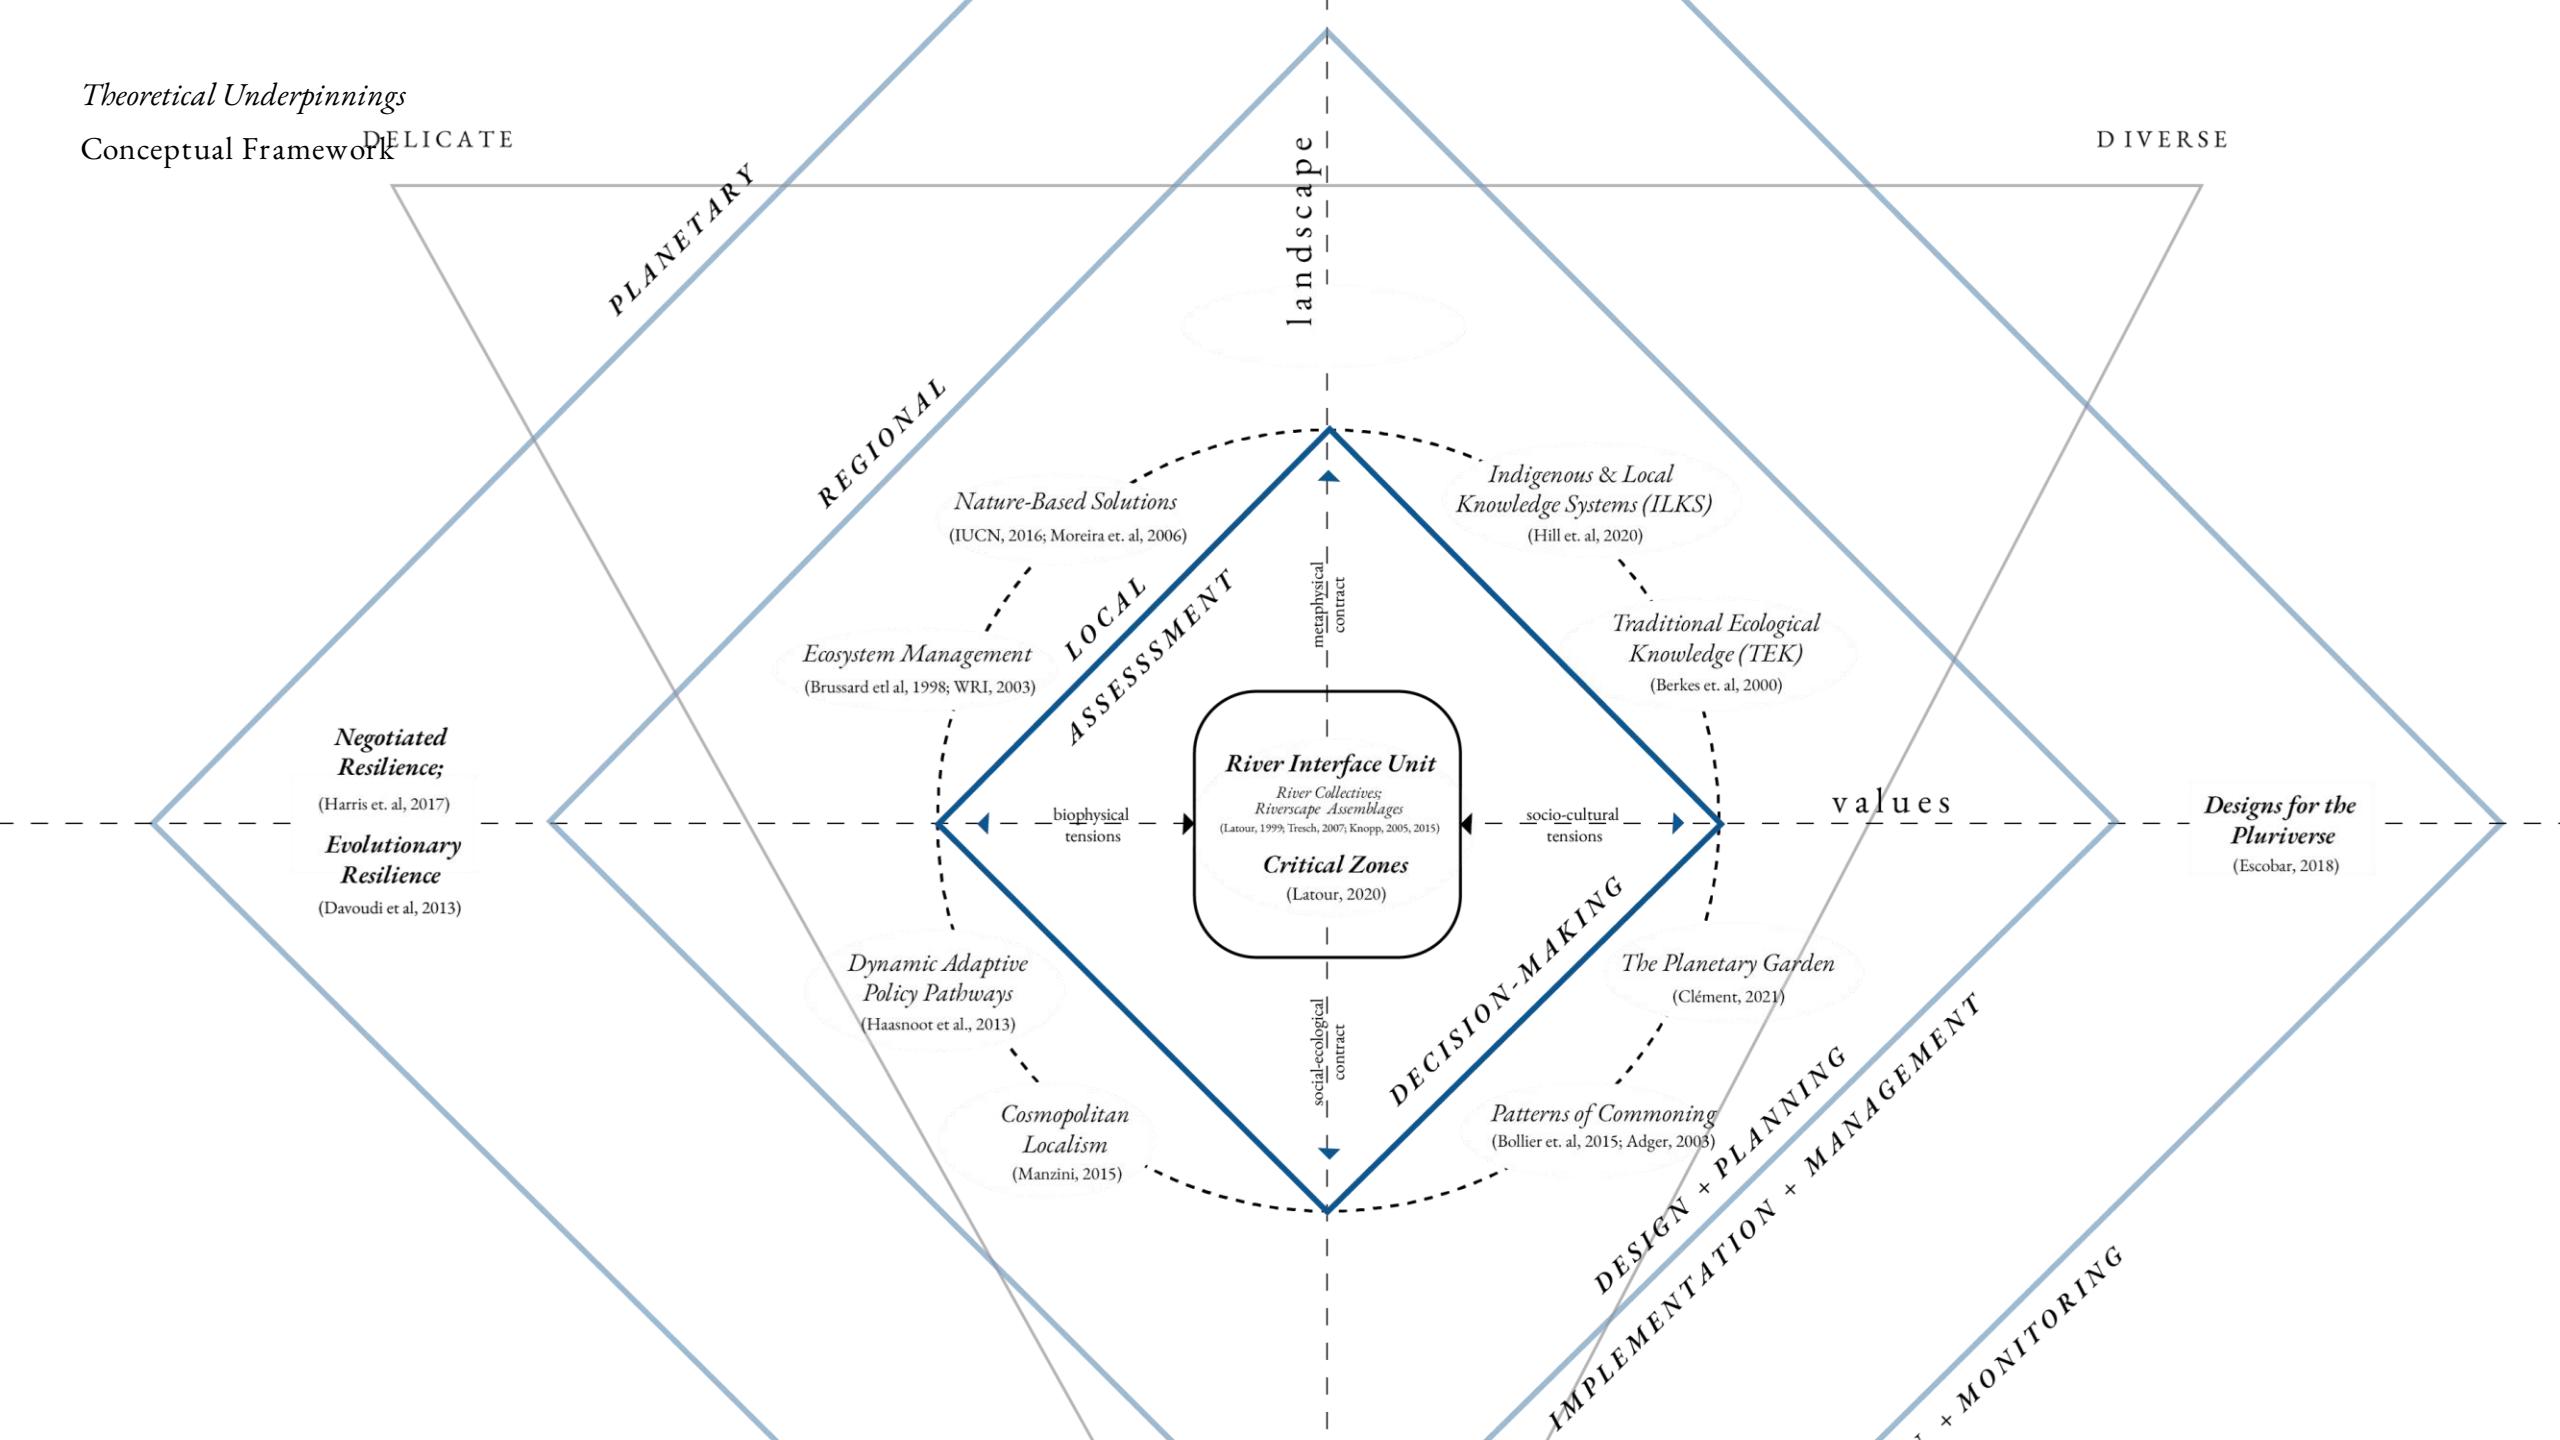 Theoretical Underpinnings
Conceptual Framework
DELICATE
DIVERSE
PLANETARY
landscape
REGIONAL
Nature-Based Solutions
(IUCN, 2016; Moreira et. al, 2006)
Indigenous & Local
Knowledge Systems (ILKS)
(Hill et. al, 2020)
LOCAL
ASSESSSMENT
metaphysical
contract
Ecosystem Management
(Brussard etl al, 1998; WRI, 2003)
Traditional Ecological
Knowledge (TEK)
(Berkes et. al, 2000)
Negotiated
Resilience;
(Harris et. al, 2017)
Evolutionary
Resilience
(Davoudi et al, 2013)
biophysical
tensions
River Interface Unit
River Collectives;
Riverscape Assemblages
(Latour, 1999; Tresch, 2007; Knopp, 2005, 2015)
Critical Zones
(Latour, 2020)
socio-cultural
tensions
values
Designs for the
Pluriverse
(Escobar, 2018)
Dynamic Adaptive
Policy Pathways
(Haasnoot et al., 2013)
social-ecological
contract
DECISION-MAKING
The Planetary Garden
(Clément, 2021)
Cosmopolitan
Localism
(Manzini, 2015)
Patterns of Commoning
(Bollier et. al, 2015; Adger, 2003)
DESIGN + PLANNING
IMPLEMENTATION + MANAGEMENT
+ MONITORING